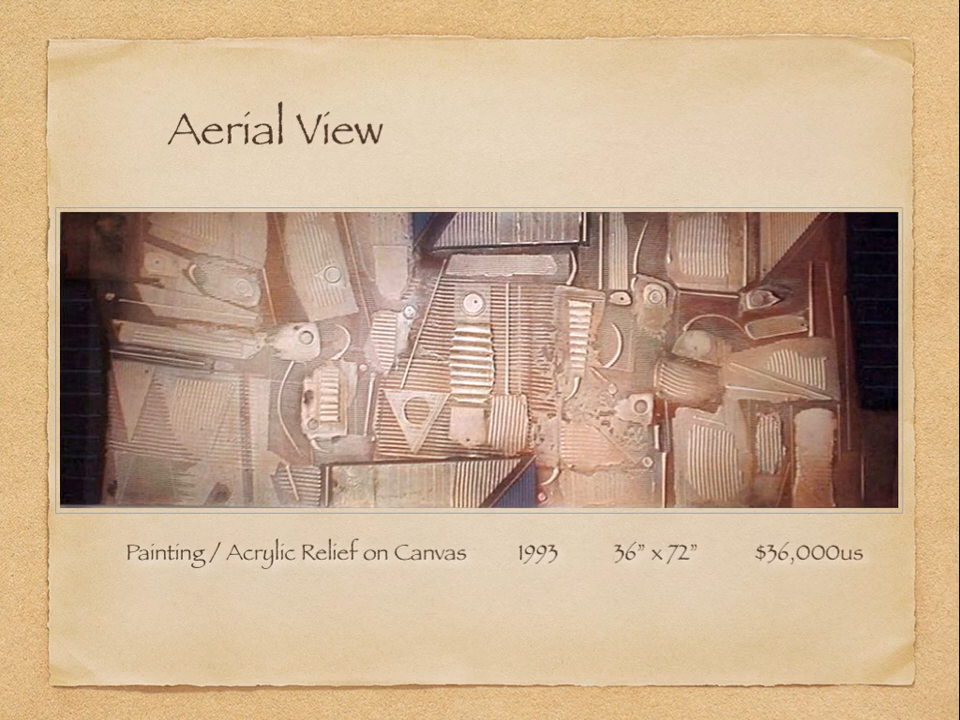 Aerial View
Painting / Acrylic Relief on Canvas 1993 36" x 72" $36,000us